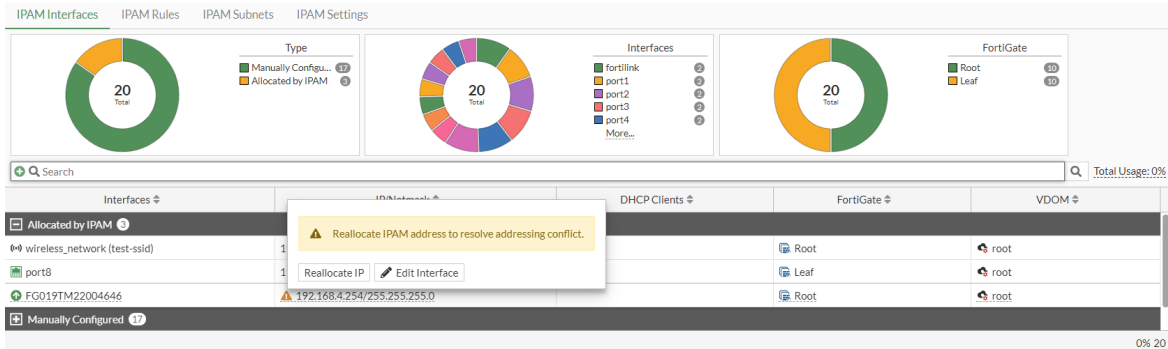 IPAM Interfaces IPAM Rules IPAM Subnets IPAM Settings
Type
Manually Configu... 17
Allocated by IPAM 3
20
Total
Interfaces
fortilink 2
port1 2
port2 2
port3 2
port4 2
More...
20
Total
FortiGate
Root 10
Leaf 10
20
Total
Search Total Usage: 0%
Interfaces IP/Netmask DHCP Clients FortiGate VDOM
Allocated by IPAM 3
Reallocate IPAM address to resolve addressing conflict.
Reallocate IP Edit Interface
wireless_network (test-ssid) 1 Root root
port8 1 Leaf root
FG019TM22004646 192.168.4.254/255.255.255.0 Root root
Manually Configured 17
0% 20